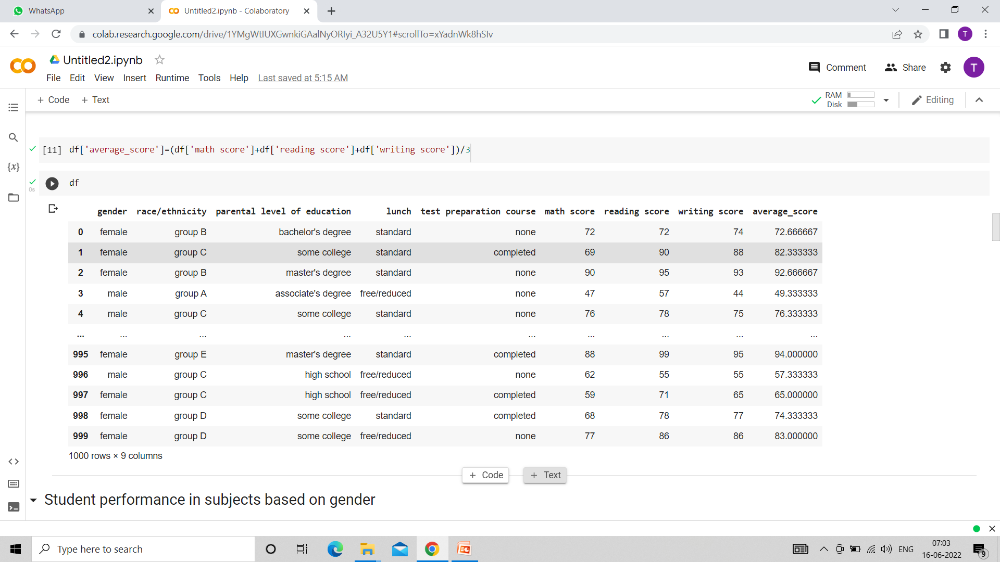 WhatsApp
Untitled2.ipynb - Colaboratory
colab.research.google.com/drive/1YMgWtIUXGwnkiGAalNyORIyi_A32U5Y1#scrollTo=xYadnWk8hSIv
T
Untitled2.ipynb
File Edit View Insert Runtime Tools Help Last saved at 5:15 AM
Comment Share T
+ Code + Text
RAM
Disk
Editing
{x}
[11] df['average_score']=(df['math score']+df['reading score']+df['writing score'])/3
0s
df
gender race/ethnicity parental level of education lunch test preparation course math score reading score writing score average_score
0 female group B bachelor's degree standard none 72 72 74 72.666667
1 female group C some college standard completed 69 90 88 82.333333
2 female group B master's degree standard none 90 95 93 92.666667
3 male group A associate's degree free/reduced none 47 57 44 49.333333
4 male group C some college standard none 76 78 75 76.333333
... ... ... ... ... ... ... ... ... ...
995 female group E master's degree standard completed 88 99 95 94.000000
996 male group C high school free/reduced none 62 55 55 57.333333
997 female group C high school free/reduced completed 59 71 65 65.000000
998 female group D some college standard completed 68 78 77 74.333333
999 female group D some college free/reduced none 77 86 86 83.000000
1000 rows × 9 columns
+ Code + Text
Student performance in subjects based on gender
Type here to search
ENG
07:03
16-06-2022
9